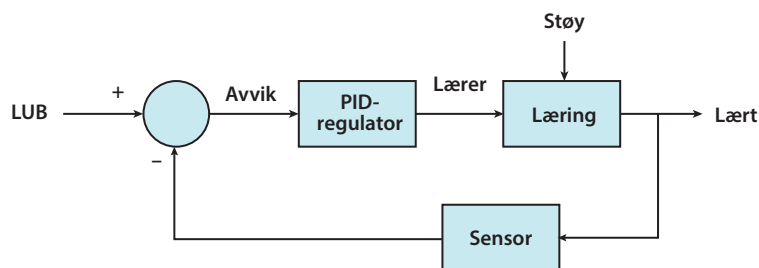 Støy
LUB
+
Avvik
PID-
regulator
Lærer
Læring
Lært
–
Sensor